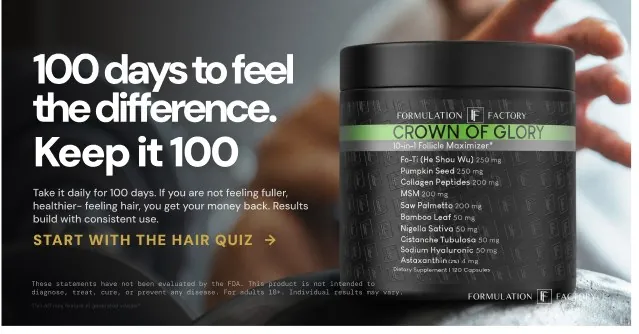 100 days to feel
the difference.
Keep it 100
Take it daily for 100 days. If you are not feeling fuller,
healthier- feeling hair, you get your money back. Results
build with consistent use.
START WITH THE HAIR QUIZ →
These statements have not been evaluated by the FDA. This product is not intended to
diagnose, treat, cure, or prevent any disease. For adults 18+. Individual results may vary.
FORMULATION F FACTORY
CROWN OF GLORY
10-in-1 Follicle Maximizer*
Fo-Ti (He Shou Wu) 250 mg
Pumpkin Seed 250 mg
Collagen Peptides 200 mg
MSM 200 mg
Saw Palmetto 200 mg
Bamboo Leaf 50 mg
Nigella Sativa 50 mg
Cistanche Tubulosa 50 mg
Sodium Hyaluronic 50 mg
Astaxanthin (2%) 4 mg
Dietary Supplement | 120 Capsules
FORMULATION F FACTORY